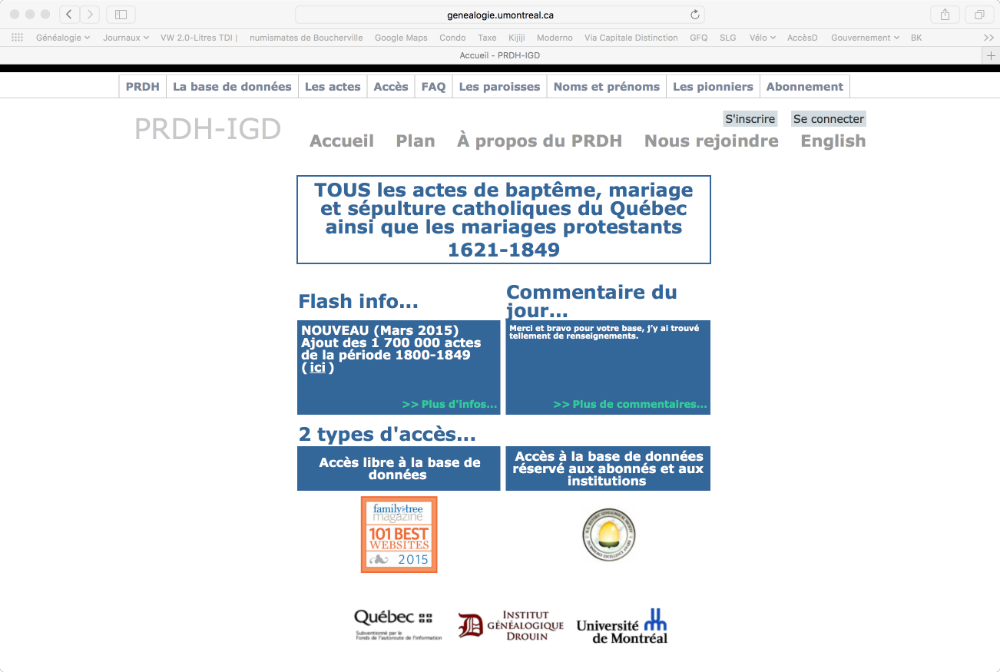 genealogie.umontreal.ca
Généalogie Journaux VW 2.0-Litres TDI | numismates de Boucherville Google Maps Condo Taxe Kijiji Moderno Via Capitale Distinction GFQ SLG Vélo AccèsD Gouvernement BK >>
Accueil - PRDH-IGD
PRDH La base de données Les actes Accès FAQ Les paroisses Noms et prénoms Les pionniers Abonnement
S'inscrire Se connecter
PRDH-IGD
Accueil Plan À propos du PRDH Nous rejoindre English
TOUS les actes de baptême, mariage
et sépulture catholiques du Québec
ainsi que les mariages protestants
1621-1849
Flash info...
NOUVEAU (Mars 2015)
Ajout des 1 700 000 actes
de la période 1800-1849
( ici )
>> Plus d'infos...
Commentaire du
jour...
Merci et bravo pour votre base, j'y ai trouvé
tellement de renseignements.
>> Plus de commentaires...
2 types d'accès...
Accès libre à la base de
données
Accès à la base de données
réservé aux abonnés et aux
institutions
family tree
magazine
101 BEST
WEBSITES
2015
Québec
Subventionné par le
Fonds de l'autoroute de l'information
INSTITUT
GÉNÉALOGIQUE
DROUIN
Université
de Montréal